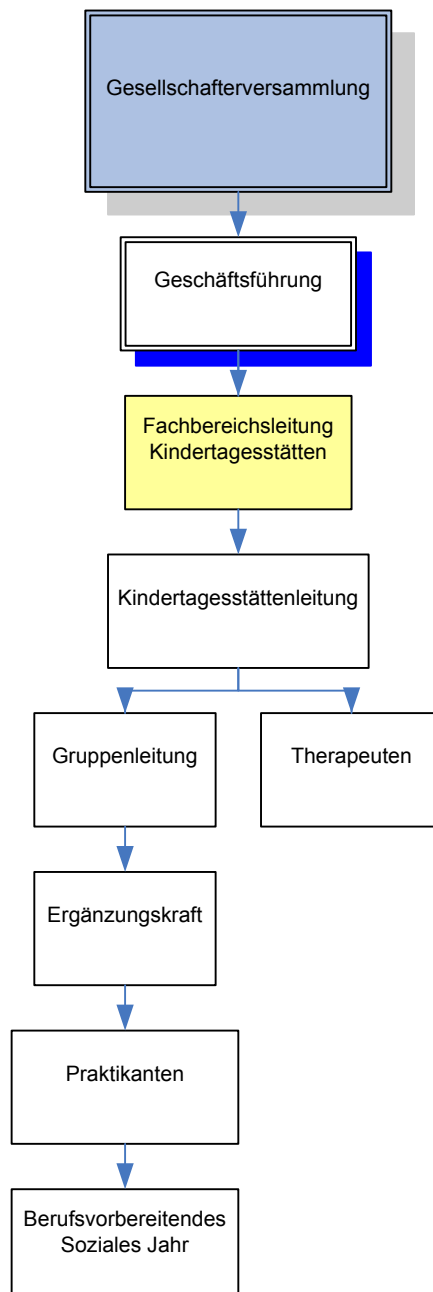 Gesellschafterversammlung
Geschäftsführung
Fachbereichsleitung
Kindertagesstätten
Kindertagesstättenleitung
Gruppenleitung
Therapeuten
Ergänzungskraft
Praktikanten
Berufsvorbereitendes
Soziales Jahr